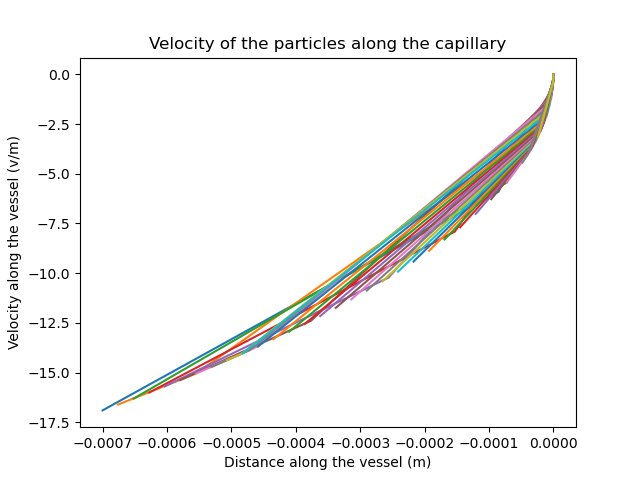 Velocity of the particles along the capillary
Velocity along the vessel (v/m)
0.0
−2.5
−5.0
−7.5
−10.0
−12.5
−15.0
−17.5
−0.0007 −0.0006 −0.0005 −0.0004 −0.0003 −0.0002 −0.0001 0.0000
Distance along the vessel (m)